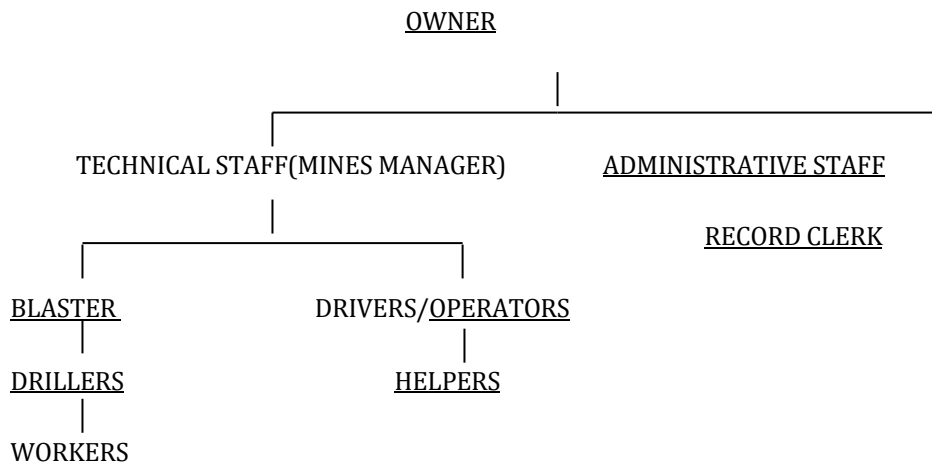 OWNER
TECHNICAL STAFF(MINES MANAGER) ADMINISTRATIVE STAFF
RECORD CLERK
BLASTER DRIVERS/OPERATORS
DRILLERS HELPERS
WORKERS